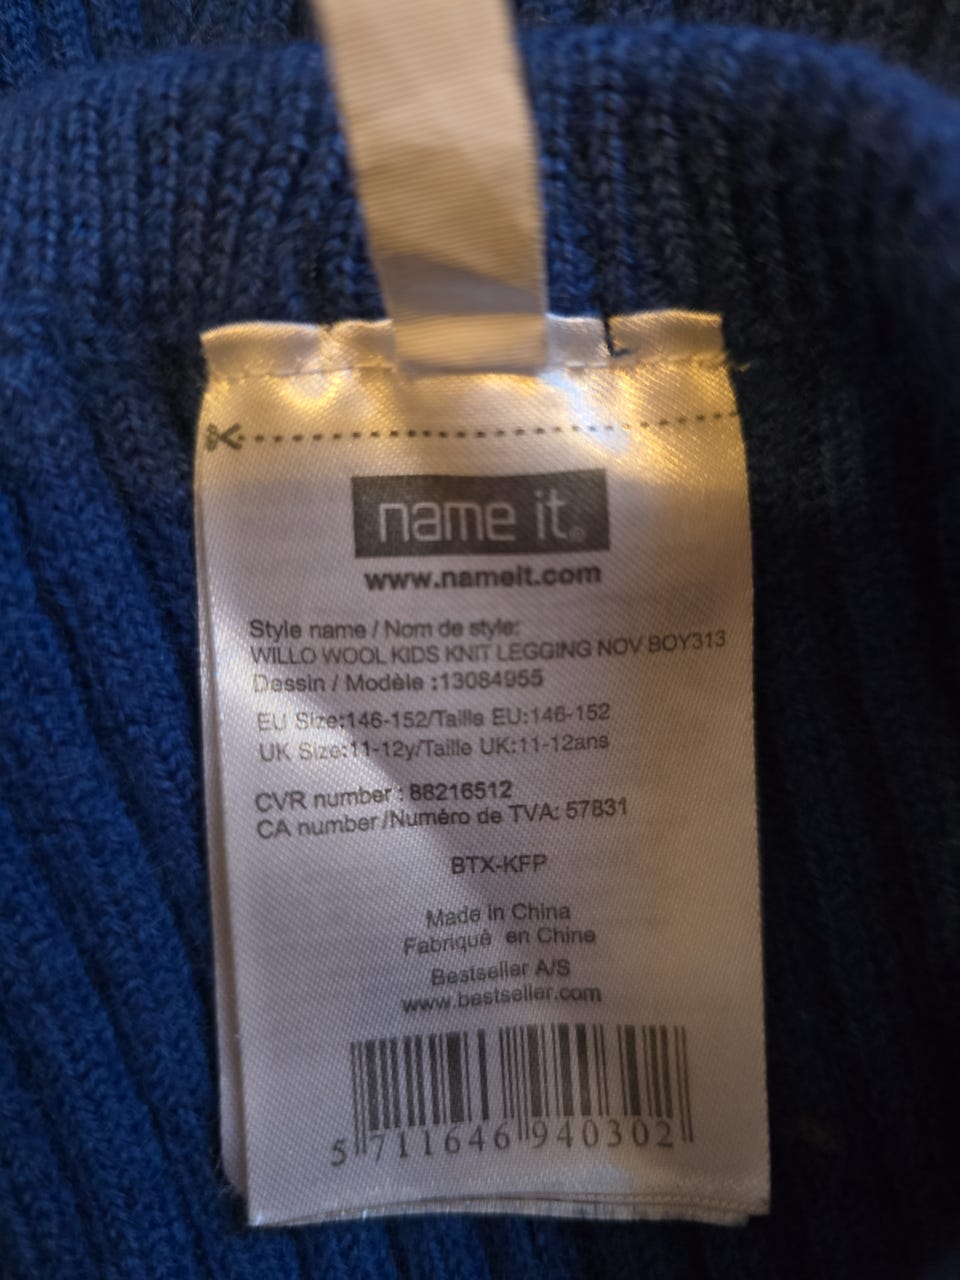 name it.®
www.nameit.com
Style name / Nom de style:
WILLO WOOL KIDS KNIT LEGGING NOV BOY313
Dessin / Modèle :13084955
EU Size:146-152/Taille EU:146-152
UK Size:11-12y/Taille UK:11-12ans
CVR number : 88216512
CA number /Numéro de TVA: 57831
BTX-KFP
Made in China
Fabriqué en Chine
Bestseller A/S
www.bestseller.com
5 711646 940302